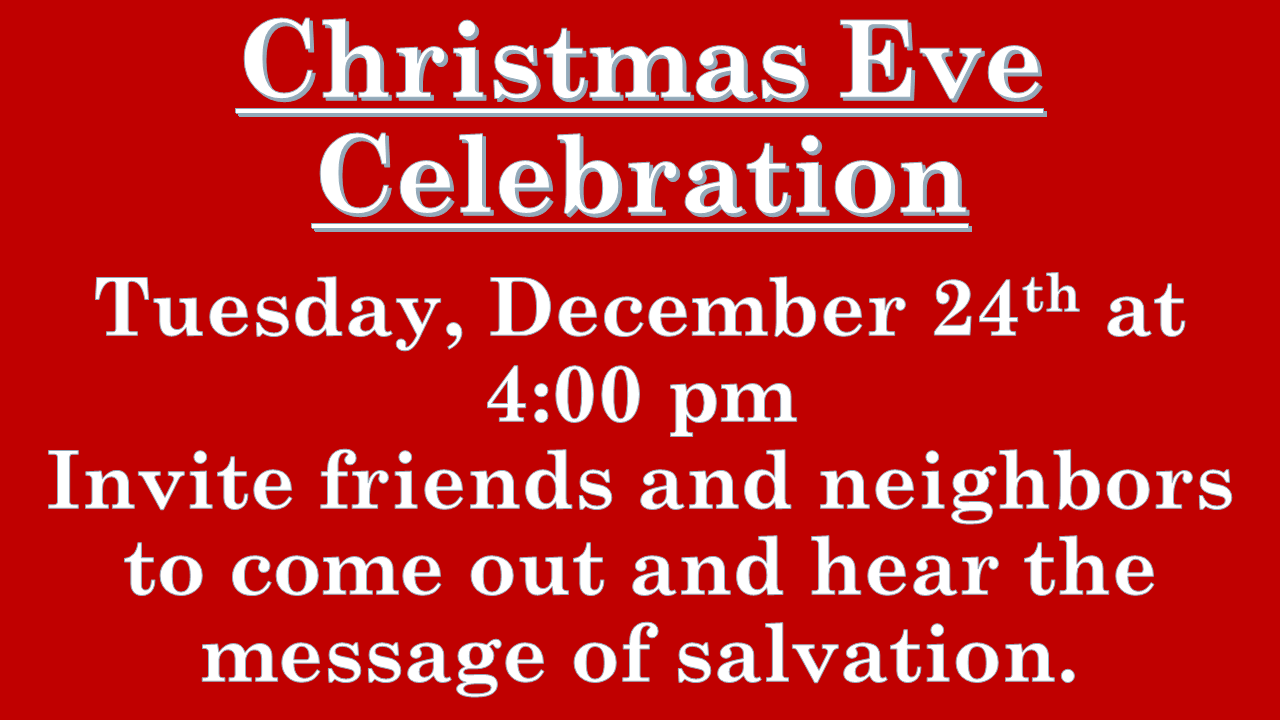 Christmas Eve
Celebration
Tuesday, December 24th at
4:00 pm
Invite friends and neighbors
to come out and hear the
message of salvation.